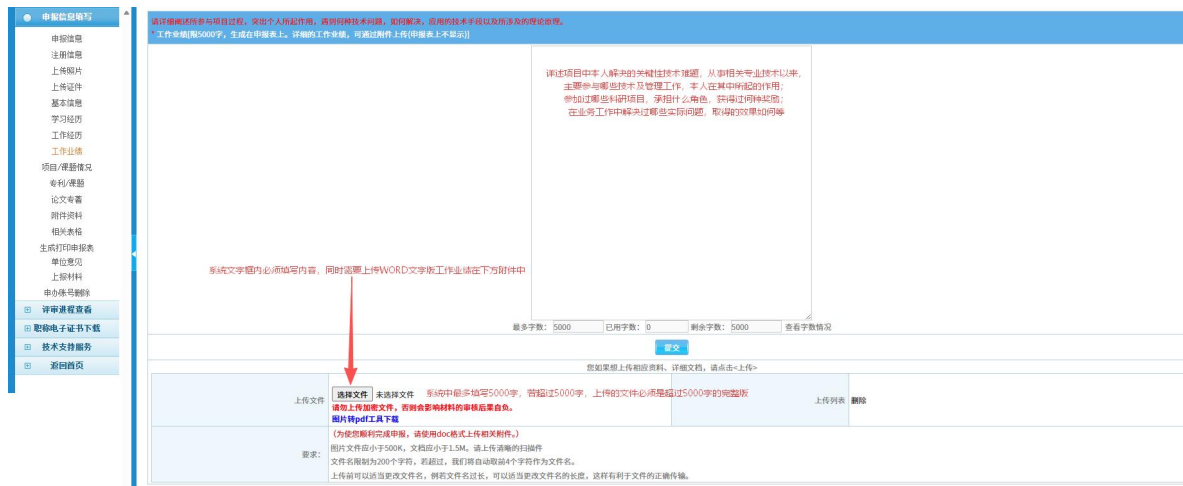 申报信息填写
申报信息
注册信息
上传照片
上传证件
基本信息
学习经历
工作经历
工作业绩
项目/课题情况
专利/课题
论文专著
附件资料
相关表格
生成打印申报表
单位意见
上报材料
申办账号删除
评审进程查看
职称电子证书下载
技术支持服务
返回首页
请详细阐述所参与项目过程，突出个人所起作用，遇到何种技术问题，如何解决，应用的技术手段以及所涉及的理论原理。
* 工作业绩[限5000字，生成在申报表上。详细的工作业绩，可通过附件上传(申报表上不显示)]
详述项目中本人解决的关键性技术难题，从事相关专业技术以来，
主要参与哪些技术及管理工作，本人在其中所起的作用；
参加过哪些科研项目，承担什么角色，获得过何种奖励；
在业务工作中解决过哪些实际问题，取得的效果如何等
系统文字框内必须填写内容，同时需要上传WORD文字版工作业绩在下方附件中
最多字数： 5000 已用字数： 0 剩余字数： 5000 查看字数情况
提交
您如果想上传相应资料、详细文档，请点击<上传>
上传文件
选择文件 未选择文件 系统中最多填写5000字，若超过5000字，上传的文件必须是超过5000字的完整版
请勿上传加密文件，否则会影响材料的审核后果自负。
图片转pdf工具下载
上传列表 删除
要求：
（为使您顺利完成申报，请使用doc格式上传相关附件。）
图片文件应小于500K，文档应小于1.5M。请上传清晰的扫描件
文件名限制为200个字符，若超过，我们将自动取前4个字符作为文件名。
上传前可以适当更改文件名，例若文件名过长，可以适当更改文件名的长度，这样有利于文件的正确传输。